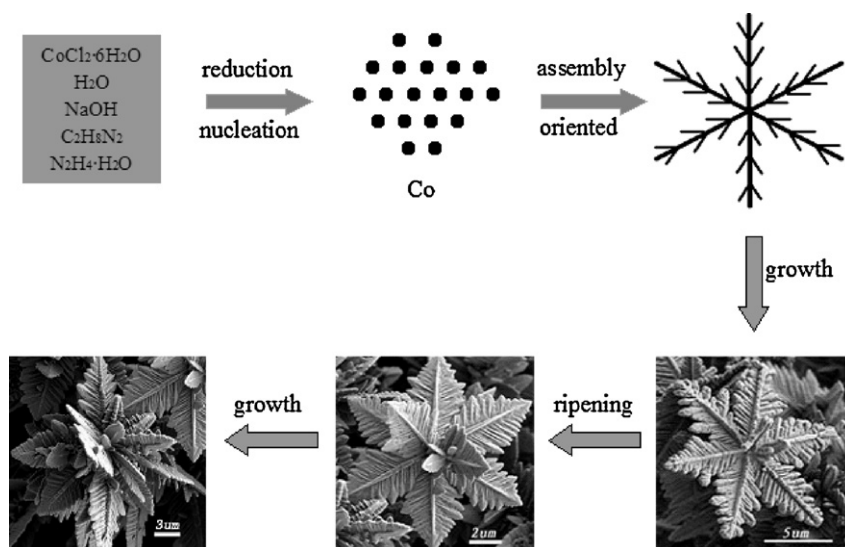 CoCl2·6H2O
H2O
NaOH
C2H8N2
N2H4·H2O
reduction
nucleation
Co
assembly
oriented
growth
growth
3um
ripening
2um
5um